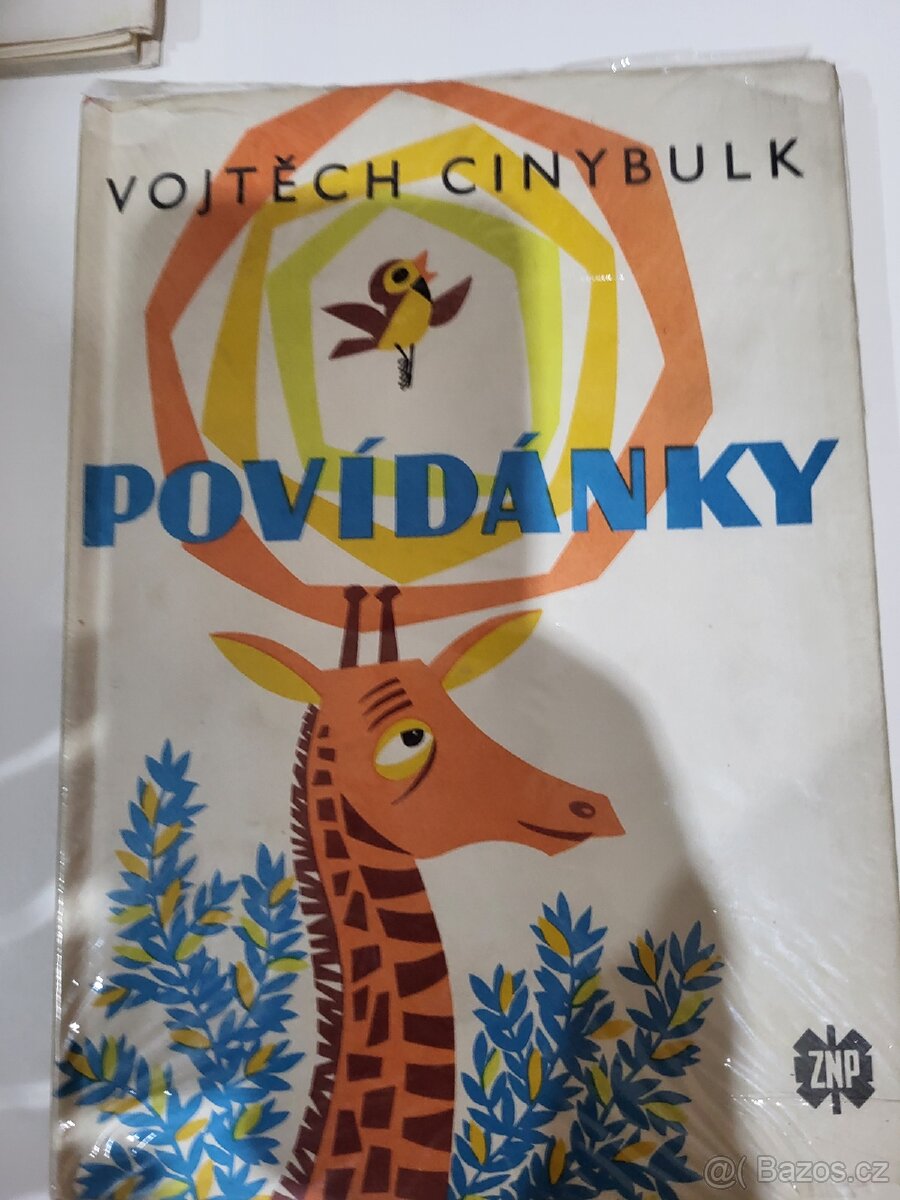 VOJTĚCH CINYBULK
POVÍDÁNKY
ZNP
@( Bazos.cz